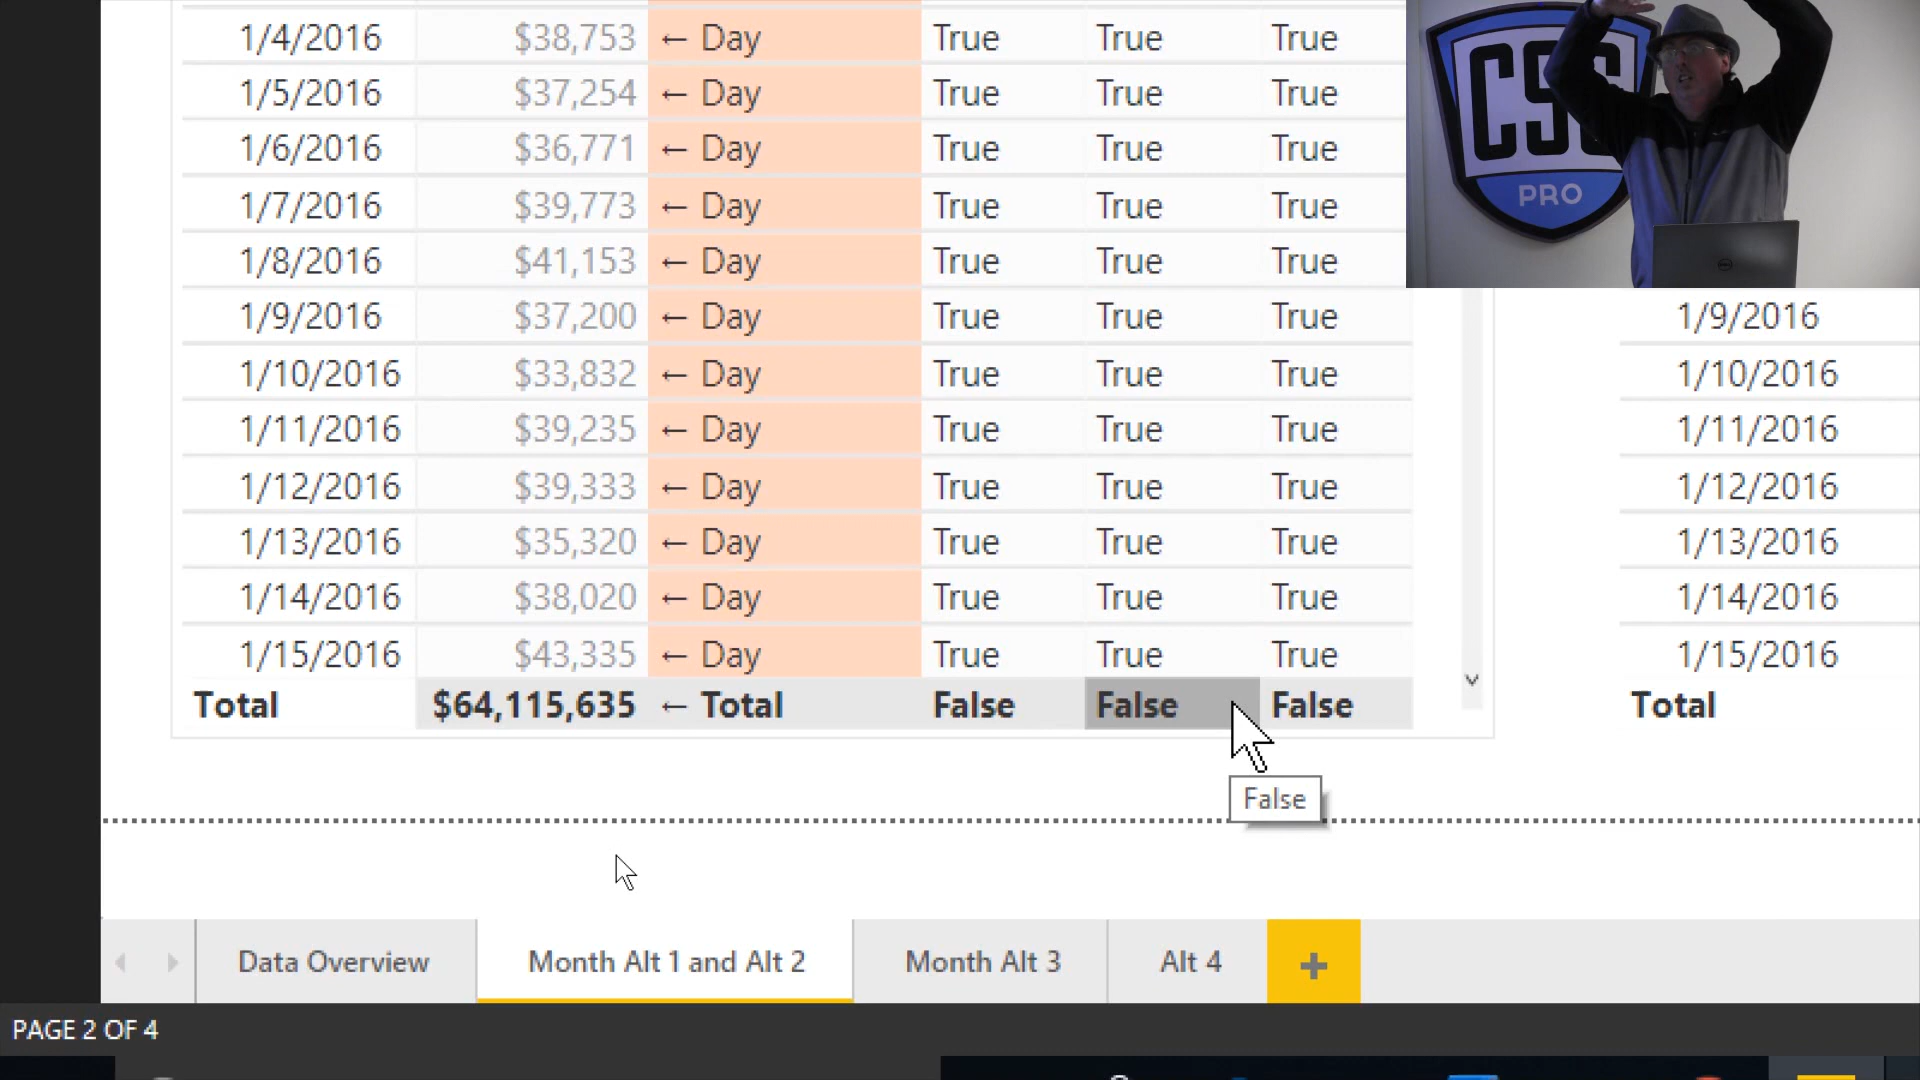 1/4/2016 $38,753 ← Day True True True
1/5/2016 $37,254 ← Day True True True
1/6/2016 $36,771 ← Day True True True
1/7/2016 $39,773 ← Day True True True
1/8/2016 $41,153 ← Day True True True
1/9/2016 $37,200 ← Day True True True 1/9/2016
1/10/2016 $33,832 ← Day True True True 1/10/2016
1/11/2016 $39,235 ← Day True True True 1/11/2016
1/12/2016 $39,333 ← Day True True True 1/12/2016
1/13/2016 $35,320 ← Day True True True 1/13/2016
1/14/2016 $38,020 ← Day True True True 1/14/2016
1/15/2016 $43,335 ← Day True True True 1/15/2016
Total $64,115,635 ← Total False False False Total
False
CSG
PRO
Data Overview Month Alt 1 and Alt 2 Month Alt 3 Alt 4 +
PAGE 2 OF 4